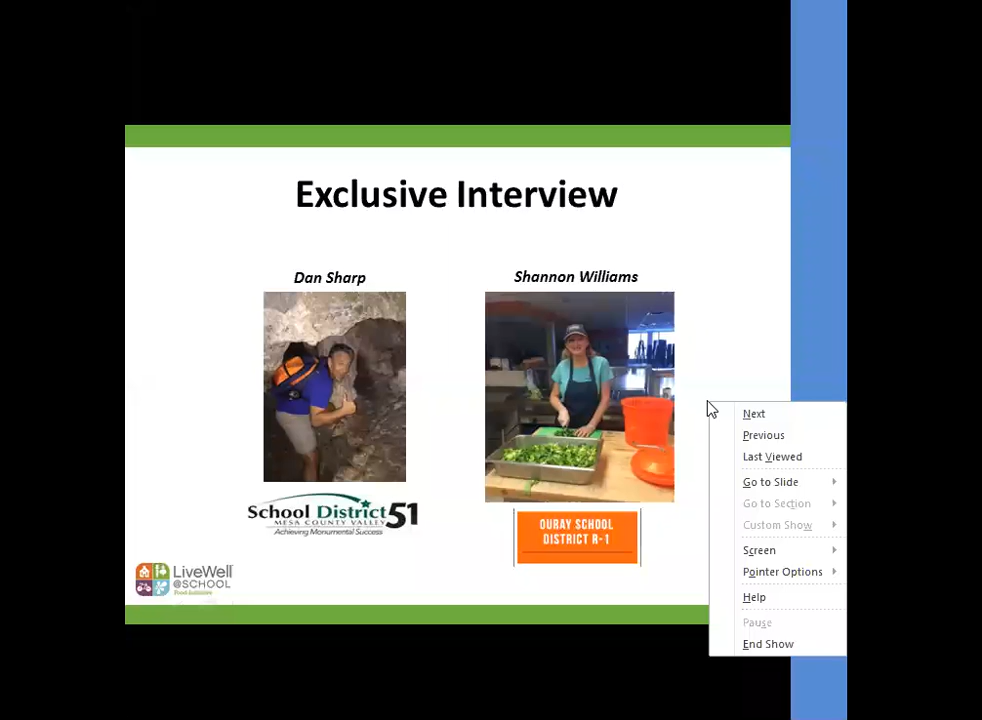 Exclusive Interview
Dan Sharp
Shannon Williams
School District 51
MESA COUNTY VALLEY
Achieving Monumental Success
OURAY SCHOOL
DISTRICT R-1
LiveWell
@SCHOOL
Food Initiative
Next
Previous
Last Viewed
Go to Slide
Go to Section
Custom Show
Screen
Pointer Options
Help
Pause
End Show